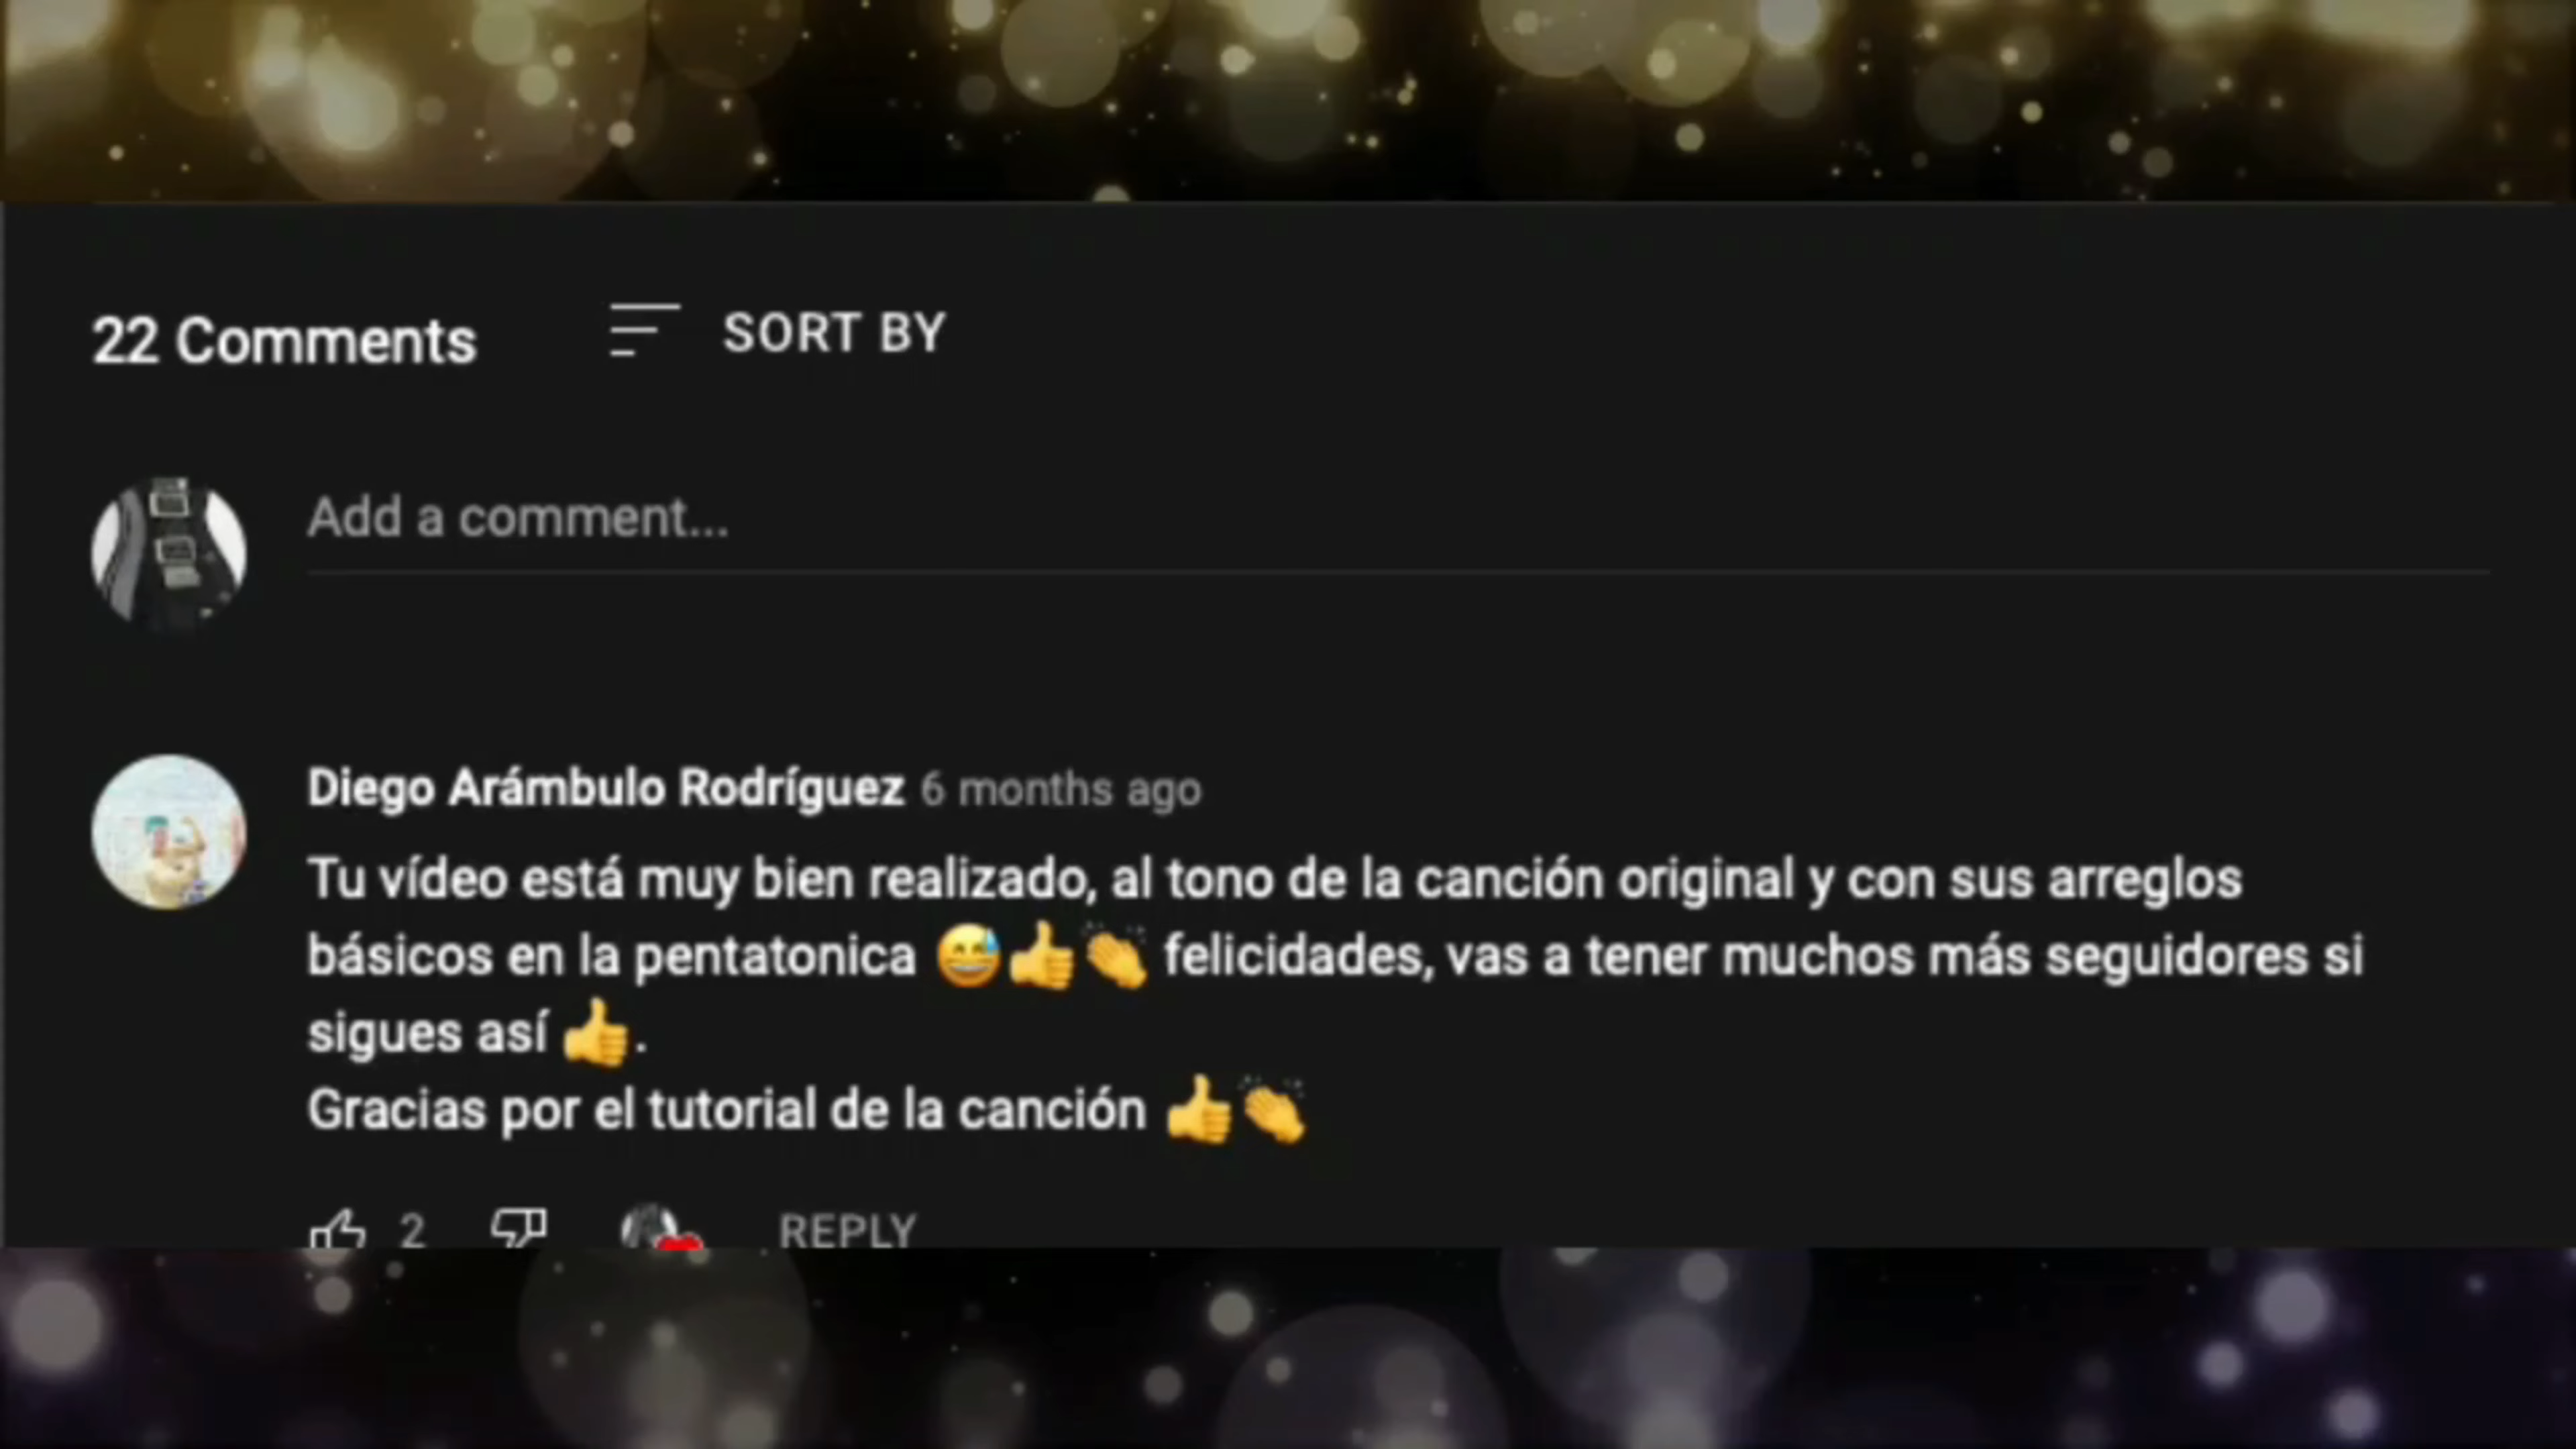 22 Comments SORT BY
Add a comment...
Diego Arámbulo Rodríguez 6 months ago
Tu vídeo está muy bien realizado, al tono de la canción original y con sus arreglos
básicos en la pentatonica 😅👍👏 felicidades, vas a tener muchos más seguidores si
sigues así 👍.
Gracias por el tutorial de la canción 👍👏
2 REPLY